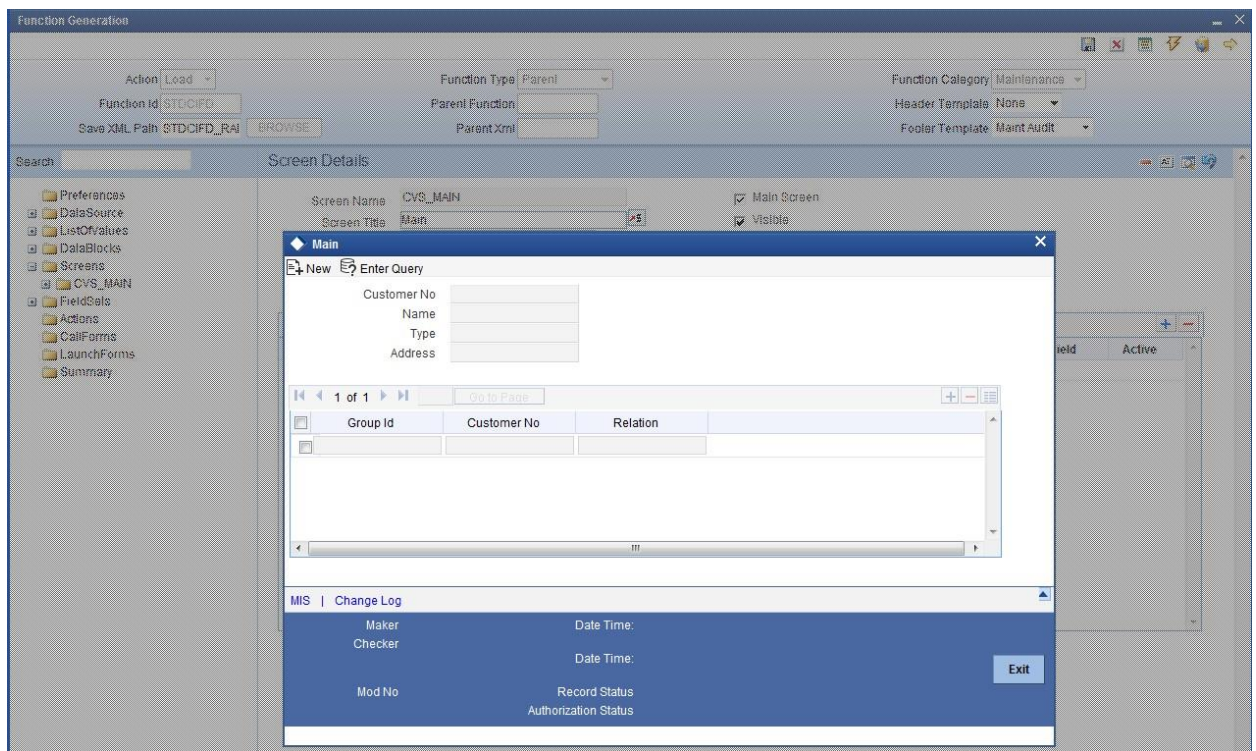 Function Generation
Action Load
Function Type Parent
Function Category Maintenance
Function Id STDCIFD
Parent Function
Header Template None
Save XML Path STDCIFD_RAI BROWSE
Parent Xml
Footer Template Maint Audit
Search
Screen Details
Preferences
DataSource
ListOfValues
DataBlocks
Screens
CVS_MAIN
FieldSets
Actions
CallForms
LaunchForms
Summary
Screen Name CVS_MAIN
Main Screen
Screen Title Main
Visible
Main
New Enter Query
Customer No
Name
Type
Address
1 of 1 Go to Page
Group Id Customer No Relation
ield Active
MIS | Change Log
Maker Date Time:
Checker
Date Time:
Exit
Mod No Record Status
Authorization Status